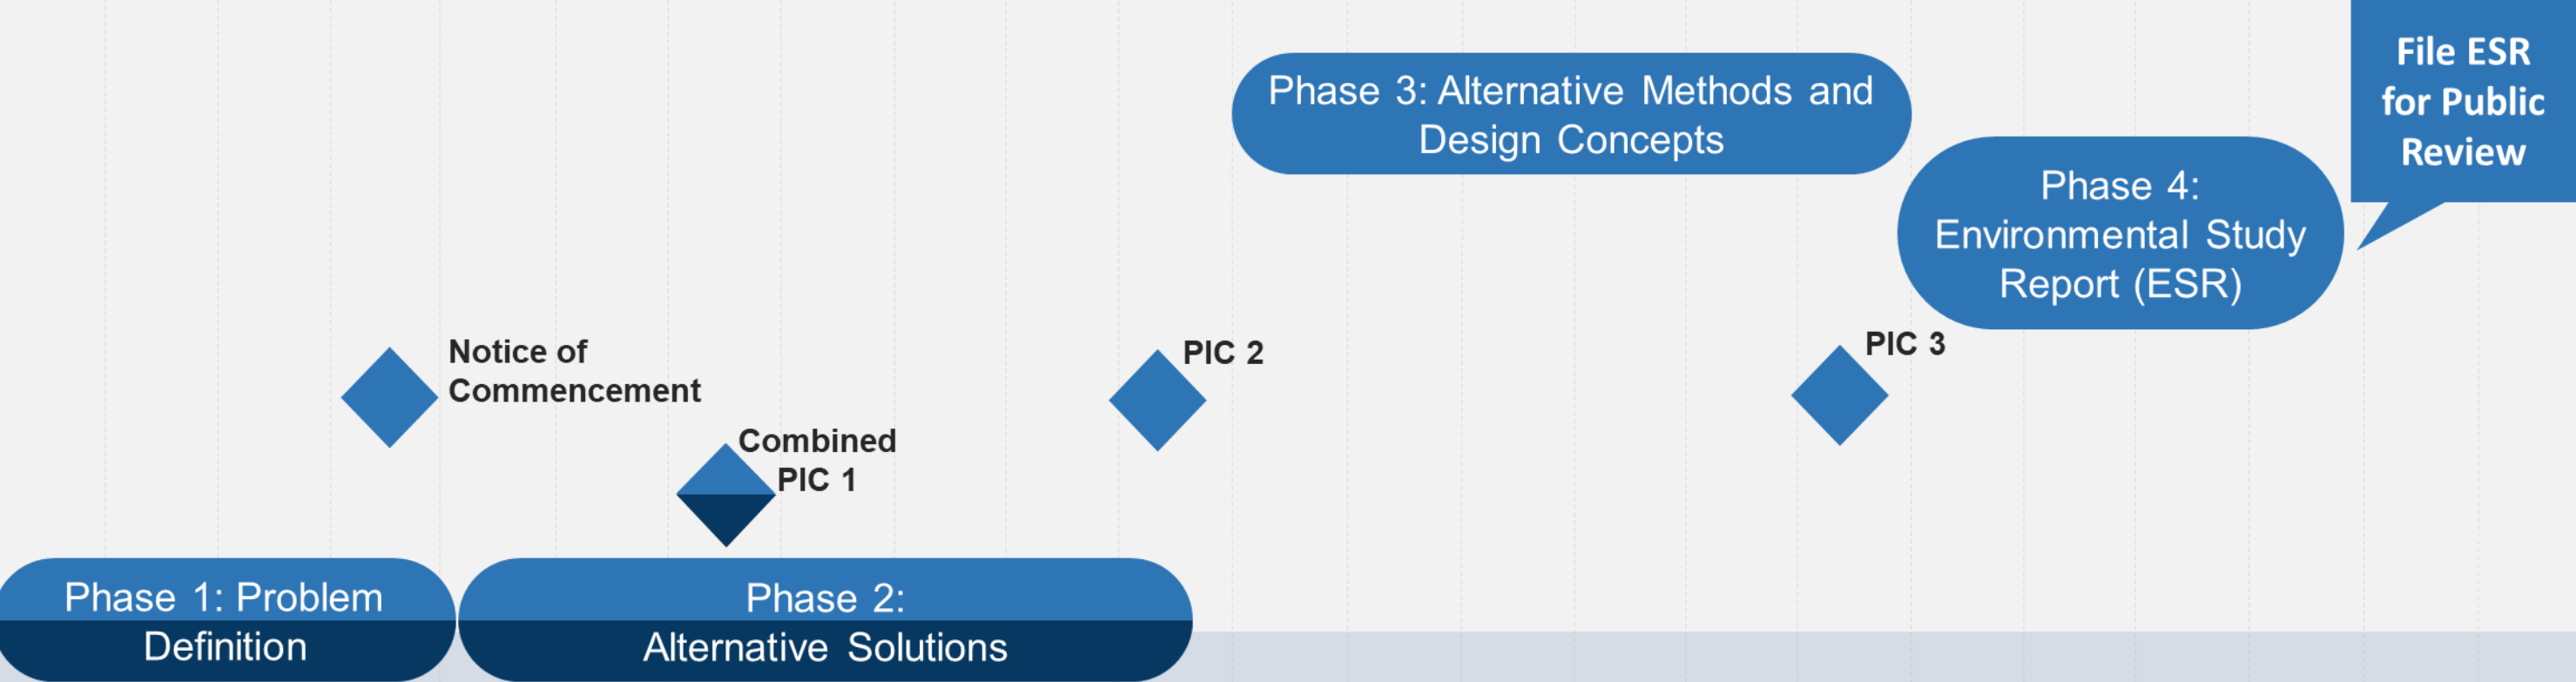 File ESR
for Public
Review
Phase 3: Alternative Methods and
Design Concepts
Phase 4:
Environmental Study
Report (ESR)
Notice of
Commencement
PIC 2
PIC 3
Combined
PIC 1
Phase 1: Problem
Definition
Phase 2:
Alternative Solutions